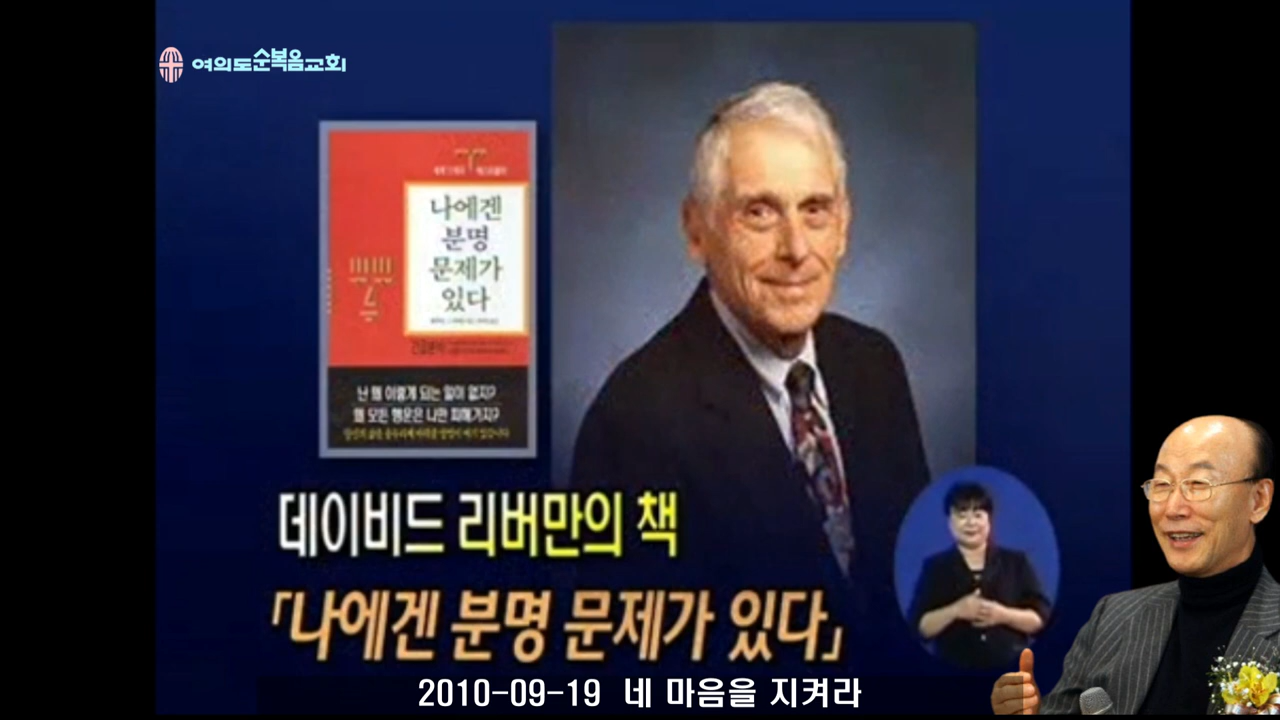 여의도순복음교회
나에겐
분명
문제가
있다
난 왜 이렇게 되는 일이 없지?
왜 모든 행운은 나만 피해가지?
데이비드 리버만의 책
「나에겐 분명 문제가 있다」
2010-09-19 네 마음을 지켜라